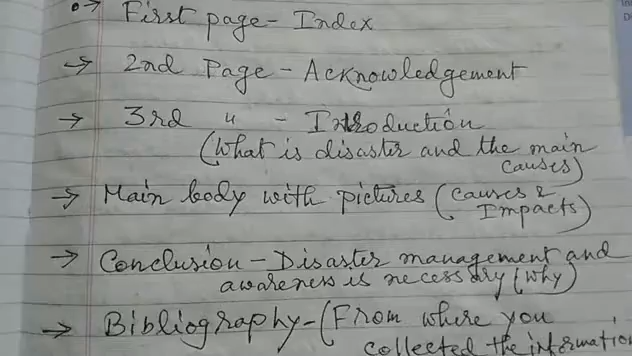 → First page - Index
→ 2nd Page - Acknowledgement
→ 3rd " - Introduction
(What is disaster and the main
causes)
→ Main body with pictures (causes &
Impacts)
→ Conclusion - Disaster management and
awareness is necessary (why)
→ Bibliography - (From where you
collected the information